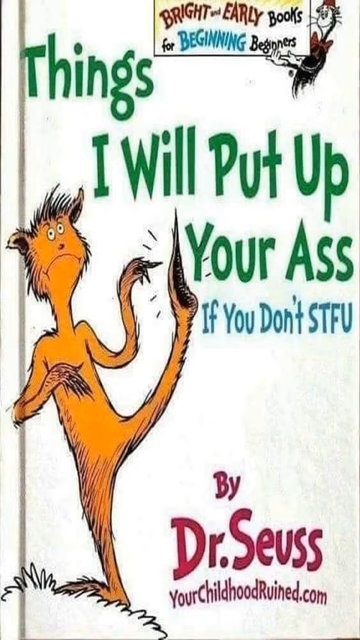 BRIGHT and EARLY Books
for BEGINNING Beginners
Things
I Will Put Up
Your Ass
If You Don't STFU
By
Dr. Seuss
YourChildhoodRuined.com